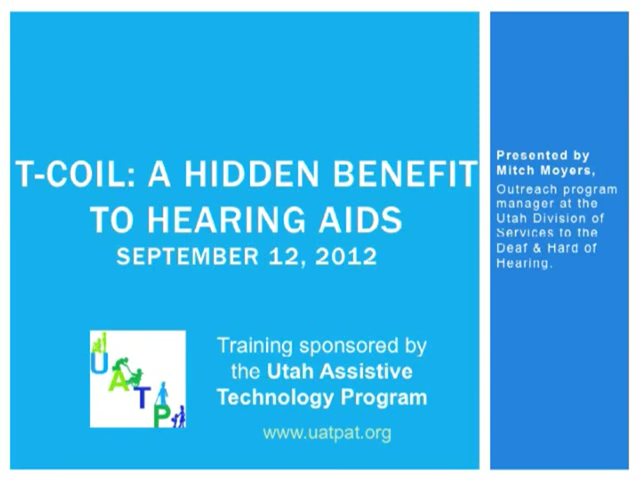 T-COIL: A HIDDEN BENEFIT
TO HEARING AIDS
SEPTEMBER 12, 2012
Presented by
Mitch Moyers,
Outreach program
manager at the
Utah Division of
Services to the
Deaf & Hard of
Hearing.
UATP
Training sponsored by
the Utah Assistive
Technology Program
www.uatpat.org